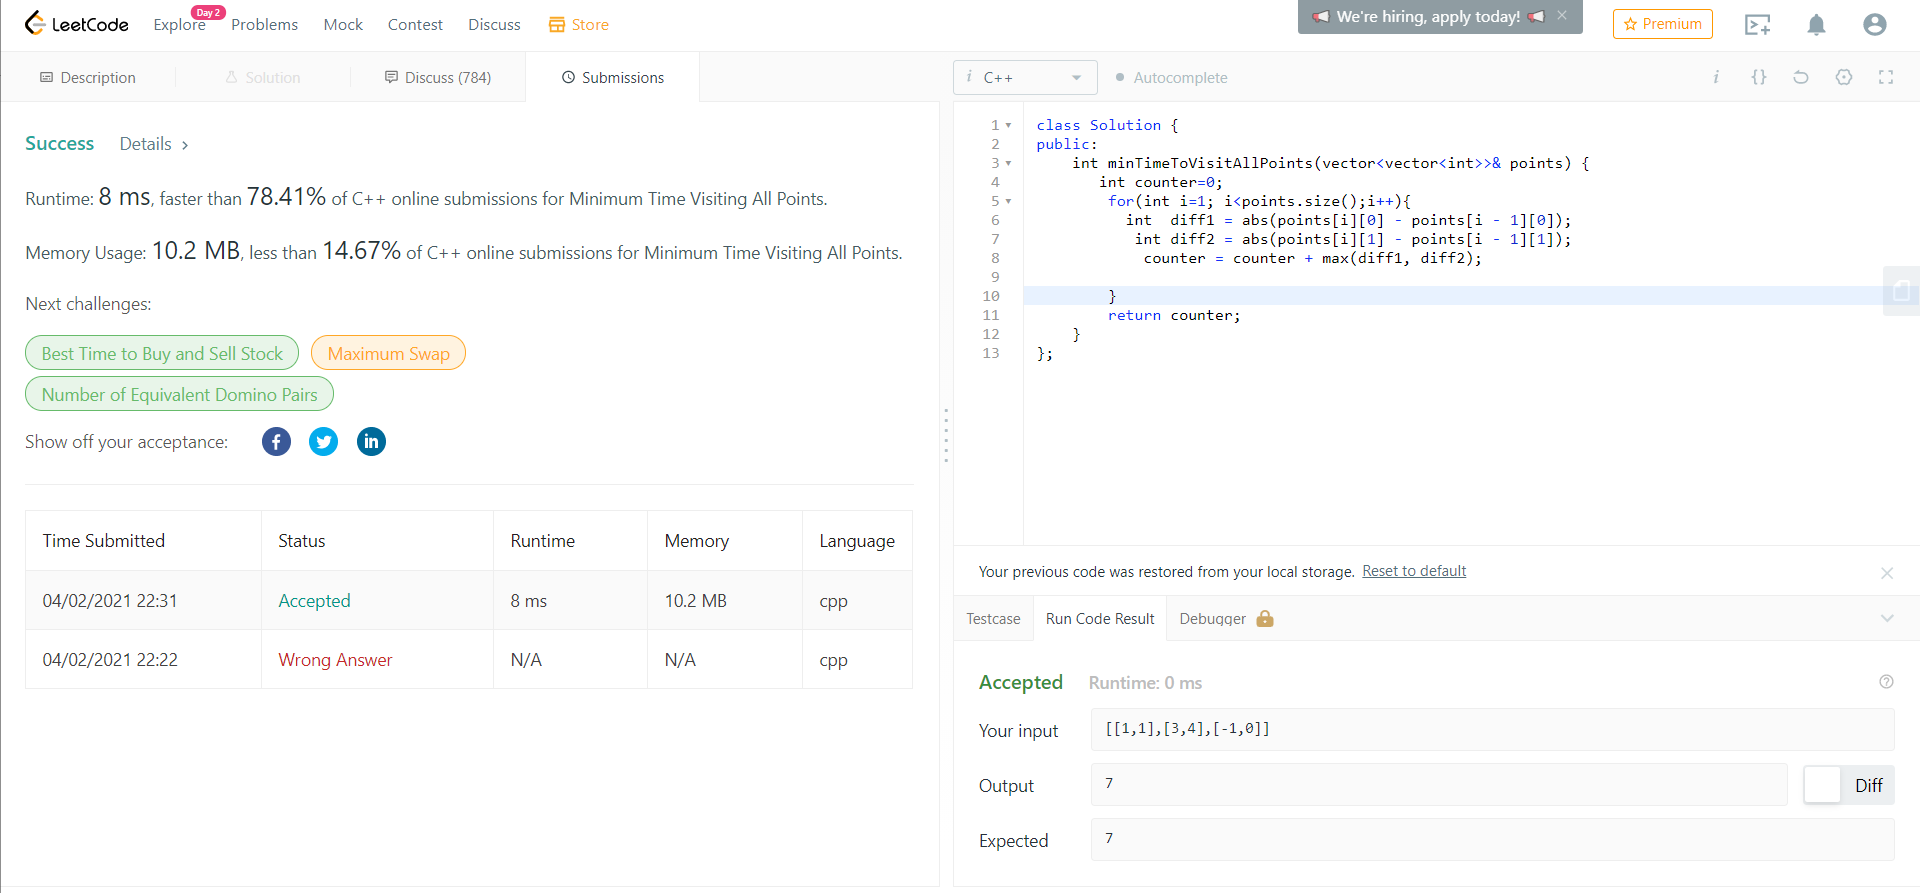 LeetCode Explore Day 2 Problems Mock Contest Discuss Store We're hiring, apply today! Premium
Description Solution Discuss (784) Submissions
Success Details >
Runtime: 8 ms, faster than 78.41% of C++ online submissions for Minimum Time Visiting All Points.
Memory Usage: 10.2 MB, less than 14.67% of C++ online submissions for Minimum Time Visiting All Points.
Next challenges:
Best Time to Buy and Sell Stock Maximum Swap
Number of Equivalent Domino Pairs
Show off your acceptance:
Time Submitted Status Runtime Memory Language
04/02/2021 22:31 Accepted 8 ms 10.2 MB cpp
04/02/2021 22:22 Wrong Answer N/A N/A cpp
i C++ Autocomplete i {}
1 class Solution {
2 public:
3 int minTimeToVisitAllPoints(vector<vector<int>>& points) {
4 int counter=0;
5 for(int i=1; i<points.size();i++){
6 int  diff1 = abs(points[i][0] - points[i - 1][0]);
7 int diff2 = abs(points[i][1] - points[i - 1][1]);
8 counter = counter + max(diff1, diff2);
9
10 }
11 return counter;
12 }
13 };
Your previous code was restored from your local storage. Reset to default
Testcase Run Code Result Debugger
Accepted Runtime: 0 ms
Your input [[1,1],[3,4],[-1,0]]
Output 7 Diff
Expected 7